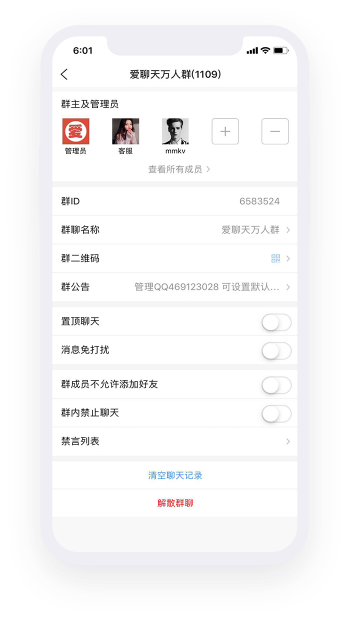 6:01
爱聊天万人群(1109)
群主及管理员
爱
管理员
客服
mmkv
查看所有成员
群ID
6583524
群聊名称
爱聊天万人群
群二维码
群公告
管理QQ469123028 可设置默认...
置顶聊天
消息免打扰
群成员不允许添加好友
群内禁止聊天
禁言列表
清空聊天记录
解散群聊